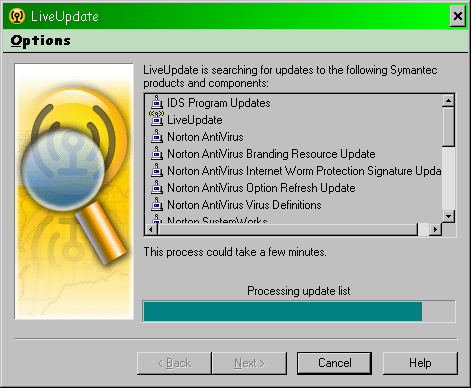 LiveUpdate
Options
LiveUpdate is searching for updates to the following Symantec
products and components:
IDS Program Updates
LiveUpdate
Norton AntiVirus
Norton AntiVirus Branding Resource Update
Norton AntiVirus Internet Worm Protection Signature Upda
Norton AntiVirus Option Refresh Update
Norton AntiVirus Virus Definitions
Norton SystemWorks
This process could take a few minutes.
Processing update list
< Back
Next >
Cancel
Help